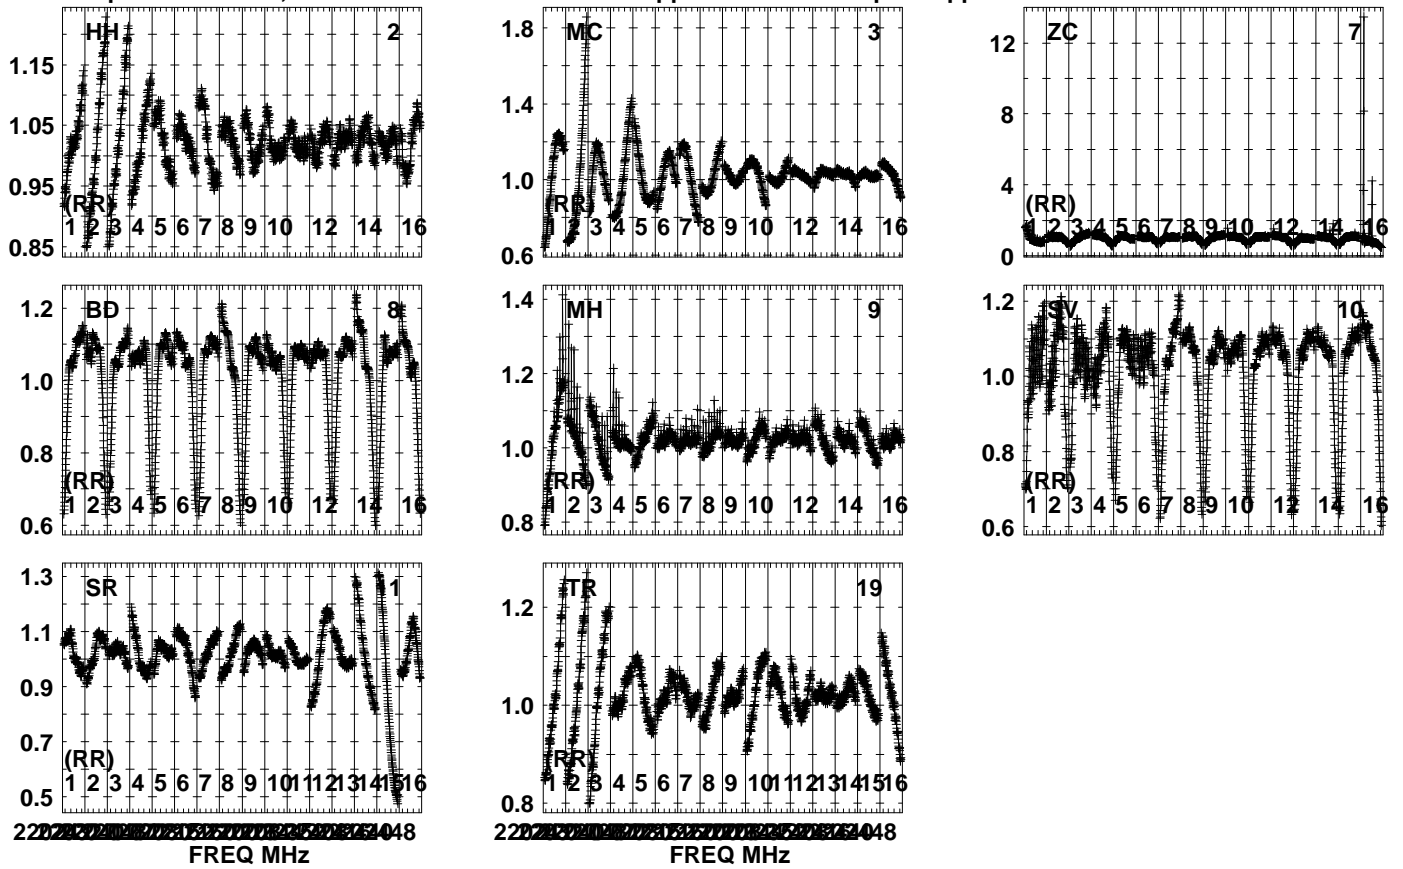 HH 2
1.15
1.05
0.95
0.85
(RR)
1 2 3 4 5 6 7 8 9 10 12 14 16
MC 3
1.8
1.4
1.0
0.6
(RR)
1 2 3 4 5 6 7 8 9 10 12 14 16
ZC 7
12
8
4
0
(RR)
1 2 3 4 5 6 7 8 9 10 12 14 16
BD 8
1.2
1.0
0.8
0.6
(RR)
1 2 3 4 5 6 7 8 9 10 12 14 16
MH 9
1.4
1.2
1.0
0.8
(RR)
1 2 3 4 5 6 7 8 9 10 12 14 16
SV 10
1.2
1.0
0.8
0.6
(RR)
1 2 3 4 5 6 7 8 9 10 12 14 16
SR 11
1.3
1.1
0.9
0.7
0.5
(RR)
1 2 3 4 5 6 7 8 9 10 11 12 13 14 15 16
FREQ MHz
TR 19
1.2
1.0
0.8
(RR)
1 2 3 4 5 6 7 8 9 10 11 12 13 14 15 16
FREQ MHz